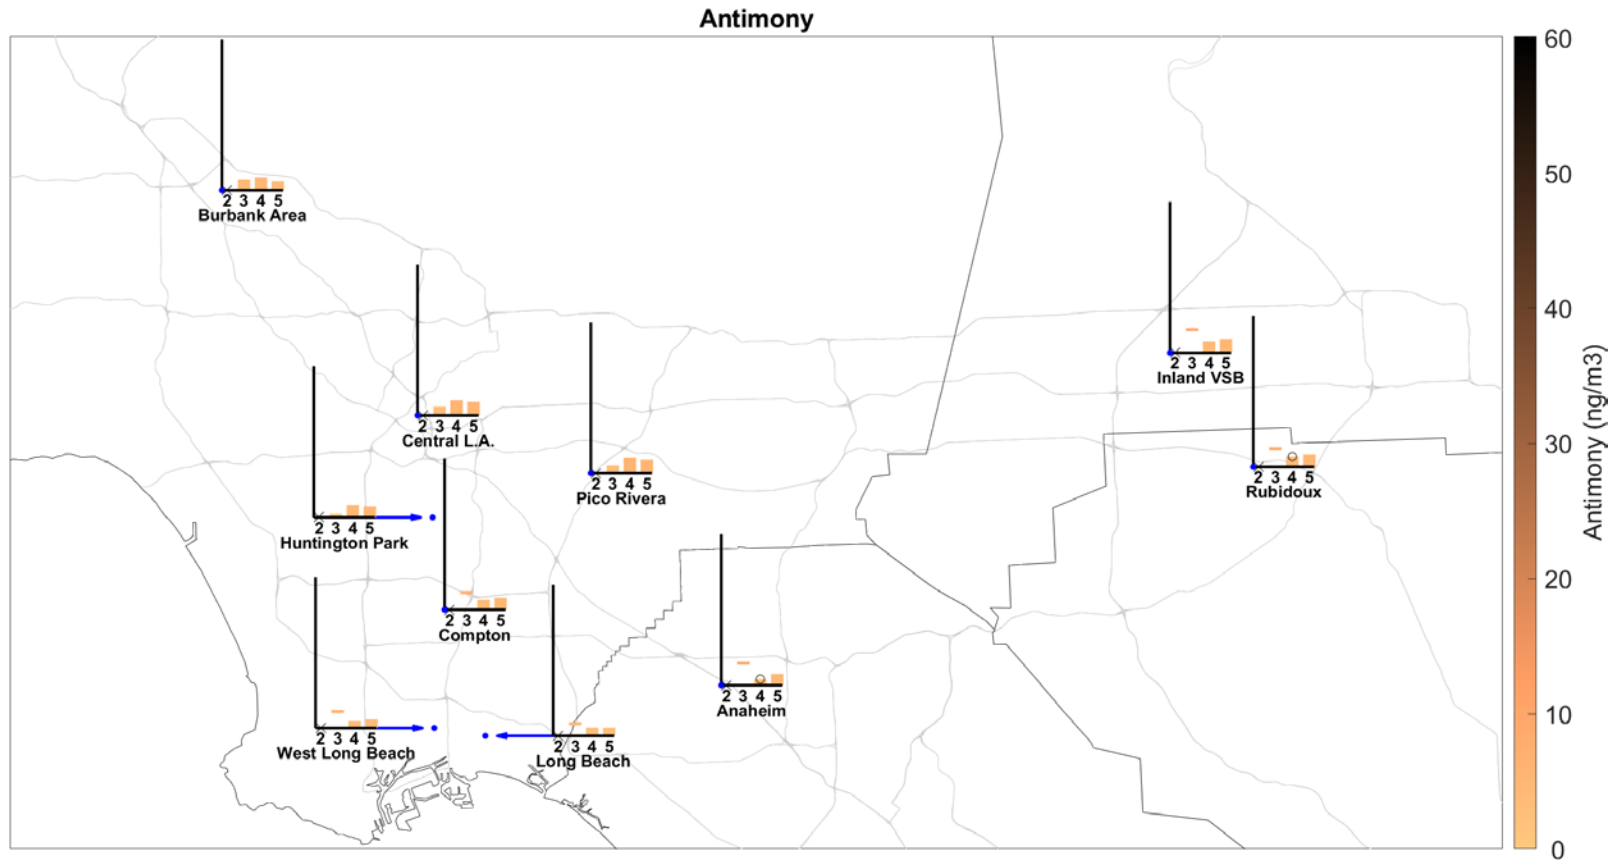 Antimony
60
50
40
30
20
10
0
Antimony (ng/m3)
2 3 4 5
Burbank Area
2 3 4 5
Inland VSB
2 3 4 5
Central L.A.
2 3 4 5
Pico Rivera
2 3 4 5
Rubidoux
2 3 4 5
Huntington Park
2 3 4 5
Compton
2 3 4 5
Anaheim
2 3 4 5
West Long Beach
2 3 4 5
Long Beach